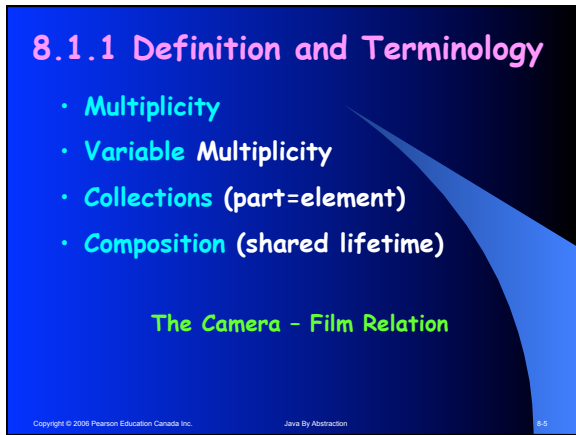 8.1.1 Definition and Terminology
• Multiplicity
• Variable Multiplicity
• Collections (part=element)
• Composition (shared lifetime)
The Camera – Film Relation
Copyright © 2006 Pearson Education Canada Inc. Java By Abstraction 8-5